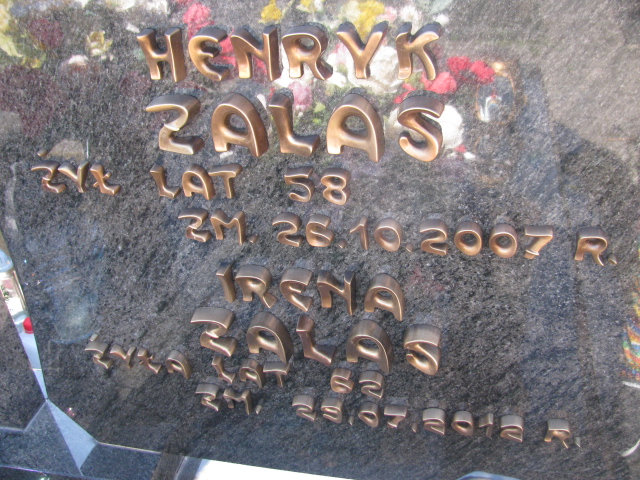 HENRYK
ZALAS
ŻYŁ LAT 58
ZM. 26.10.2007 R.
IRENA
ZALAS
ŻYŁA LAT 62
ZM. 29.07.2012 R.